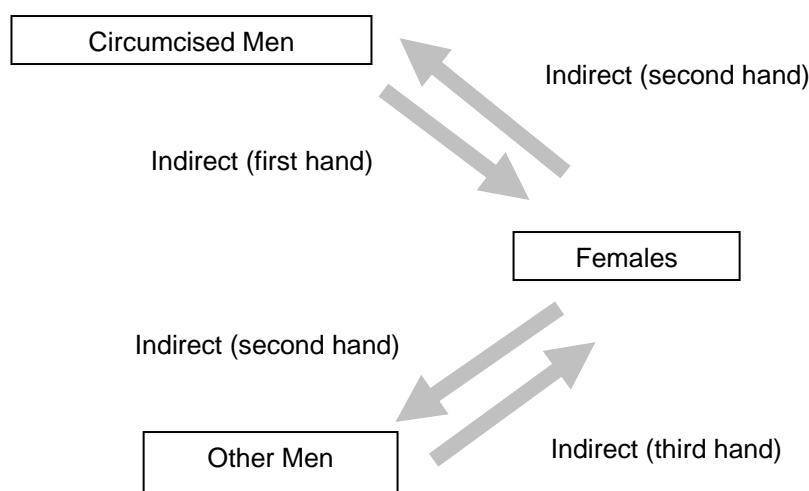 Circumcised Men
Indirect (second hand)
Indirect (first hand)
Females
Indirect (second hand)
Other Men
Indirect (third hand)